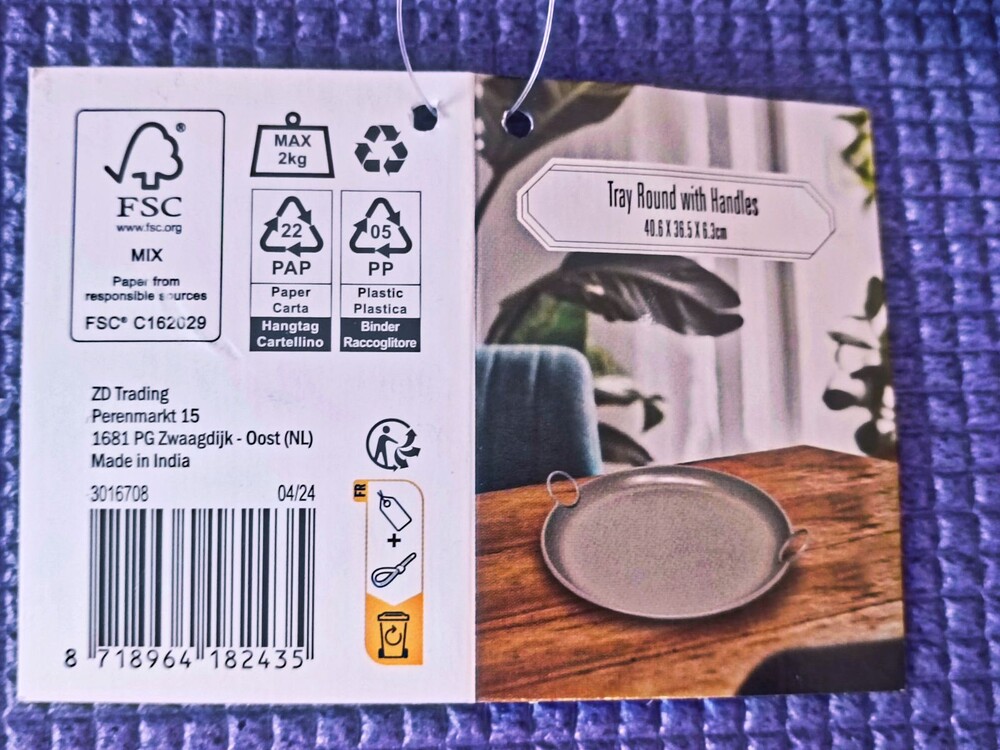 ®
FSC
www.fsc.org
MIX
Paper from
responsible sources
FSC® C162029
MAX
2kg
22
PAP
Paper
Carta
Hangtag
Cartellino
05
PP
Plastic
Plastica
Binder
Raccoglitore
ZD Trading
Perenmarkt 15
1681 PG Zwaagdijk - Oost (NL)
Made in India
3016708 04/24
8 718964 182435
FR
+
Tray Round with Handles
40.6 X 36.5 X 6.3cm